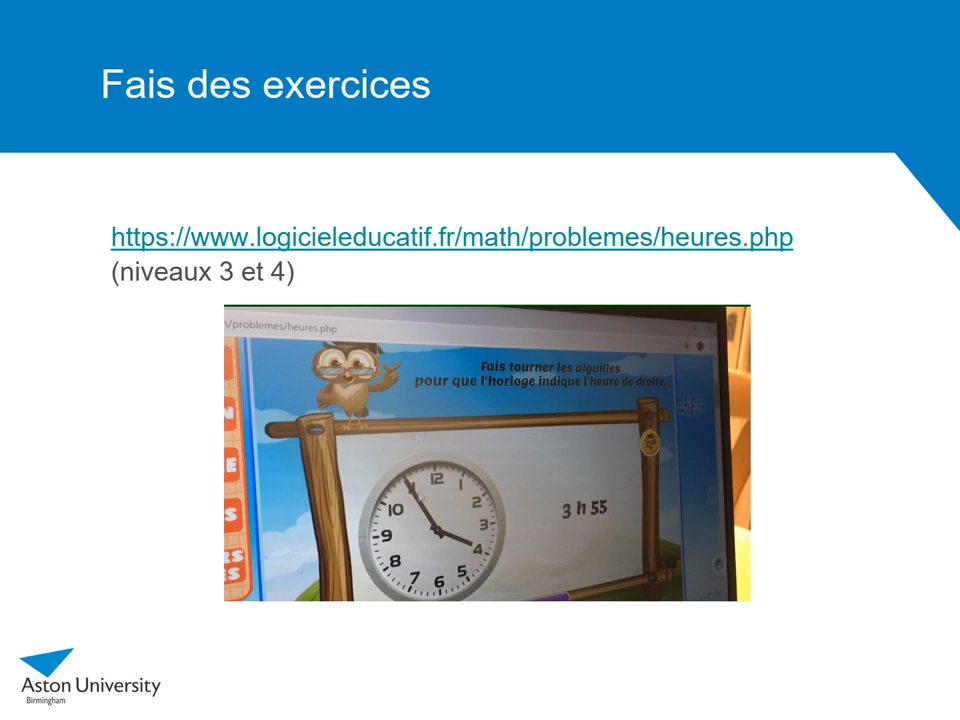 Fais des exercices
https://www.logicieleducatif.fr/math/problemes/heures.php
(niveaux 3 et 4)
/problemes/heures.php
Fais tourner les aiguilles
pour que l'horloge indique l'heure de droite.
N
E
S
RS
ES
12
1
2
3
4
5
6
7
8
9
10
3 h 55
Aston University
Birmingham